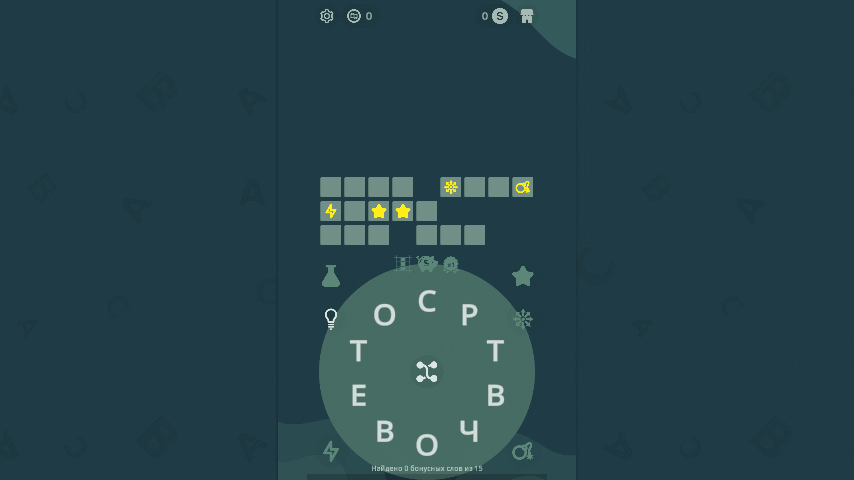 0
0 S
С
О Р
Т Т
Е В
В Ч
О
Найдено 0 бонусных слов из 15